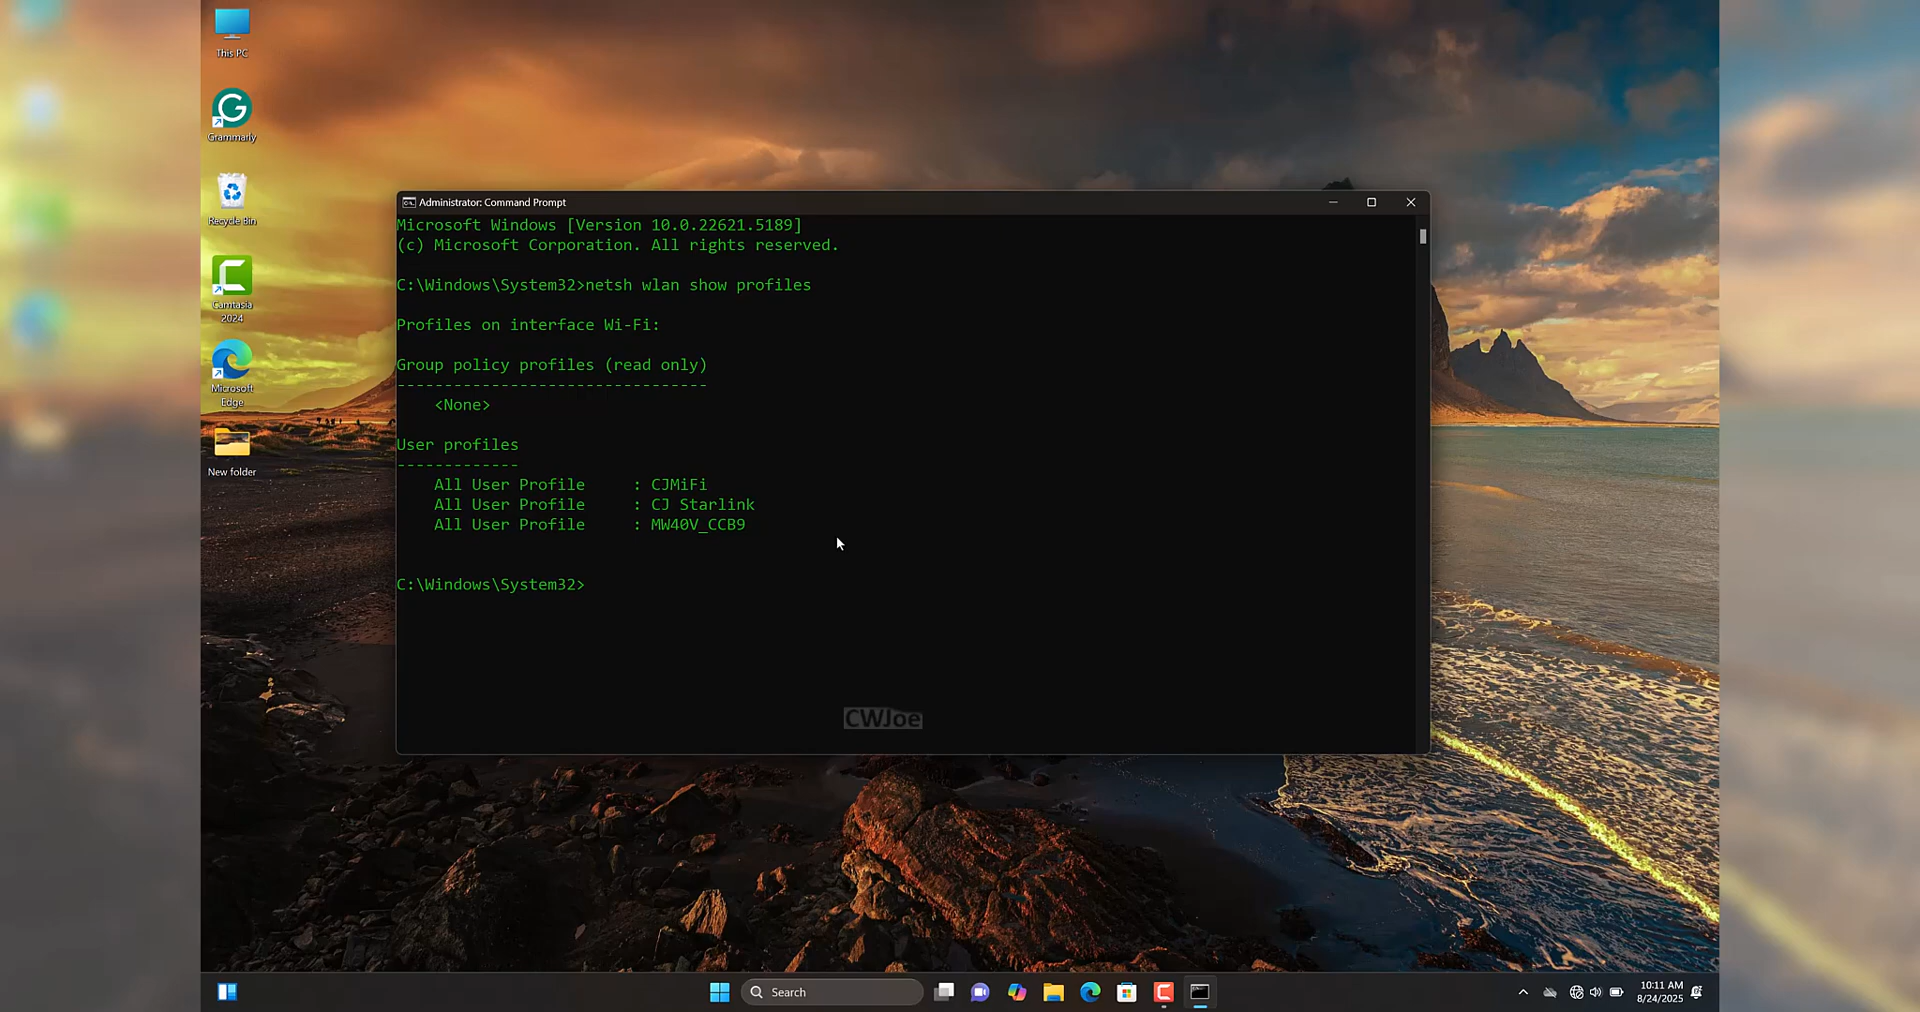 This PC
Grammarly
Recycle Bin
Camtasia
2024
Microsoft
Edge
New folder
Administrator: Command Prompt
Microsoft Windows [Version 10.0.22621.5189]
(c) Microsoft Corporation. All rights reserved.
C:\Windows\System32>netsh wlan show profiles
Profiles on interface Wi-Fi:
Group policy profiles (read only)
---------------------------------
<None>
User profiles
-------------
All User Profile     : CJMiFi
All User Profile     : CJ Starlink
All User Profile     : MW40V_CCB9
C:\Windows\System32>
CWJoe
Search
10:11 AM
8/24/2025